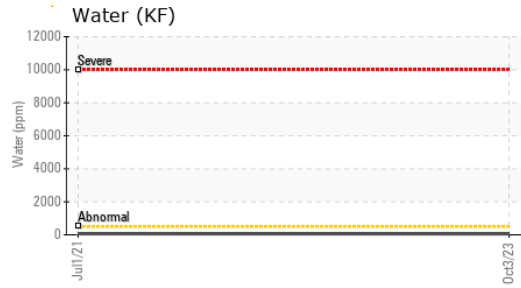 Water (KF)
12000
Severe
10000
8000
6000
4000
2000
Abnormal
0
Water (ppm)
Jul1/21
Oct3/23